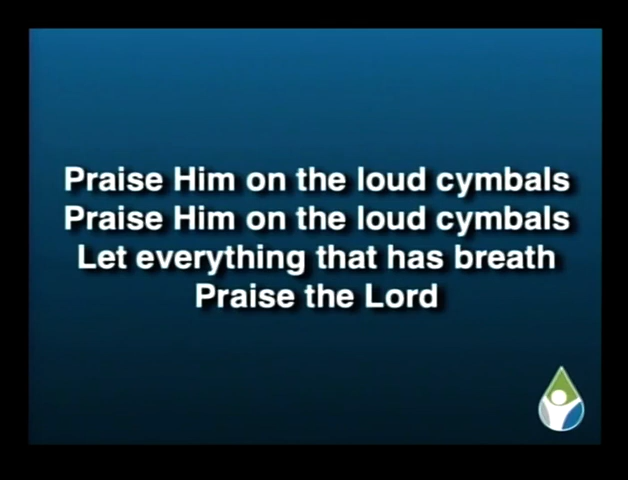 Praise Him on the loud cymbals
Praise Him on the loud cymbals
Let everything that has breath
Praise the Lord